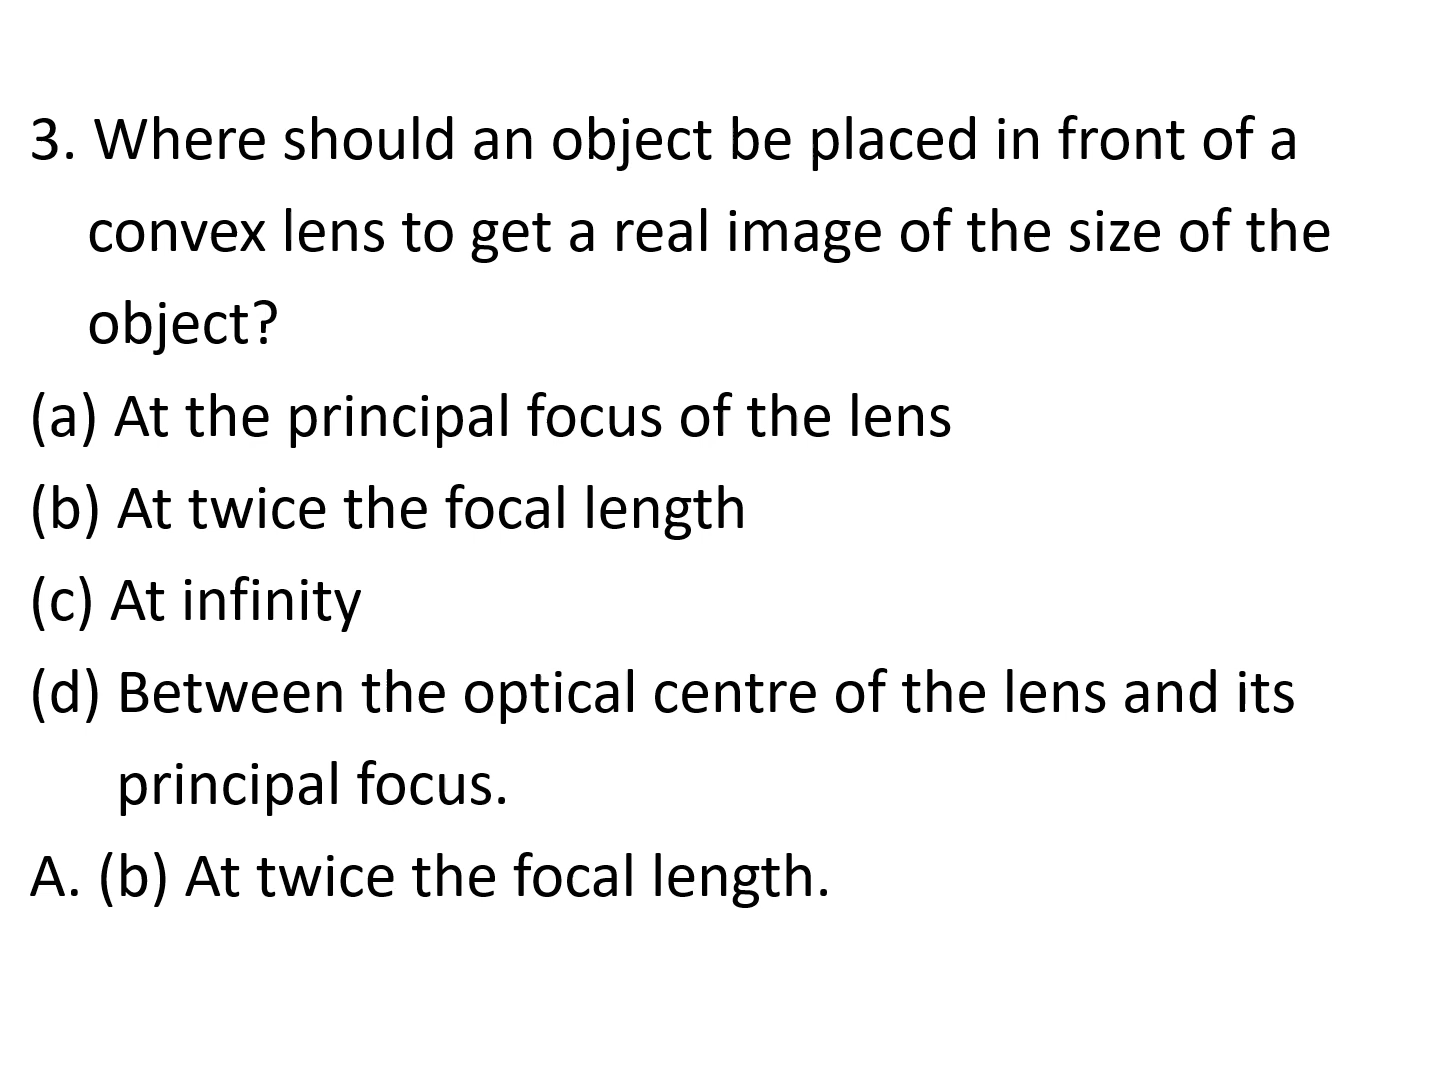 3. Where should an object be placed in front of a
convex lens to get a real image of the size of the
object?
(a) At the principal focus of the lens
(b) At twice the focal length
(c) At infinity
(d) Between the optical centre of the lens and its
principal focus.
A. (b) At twice the focal length.